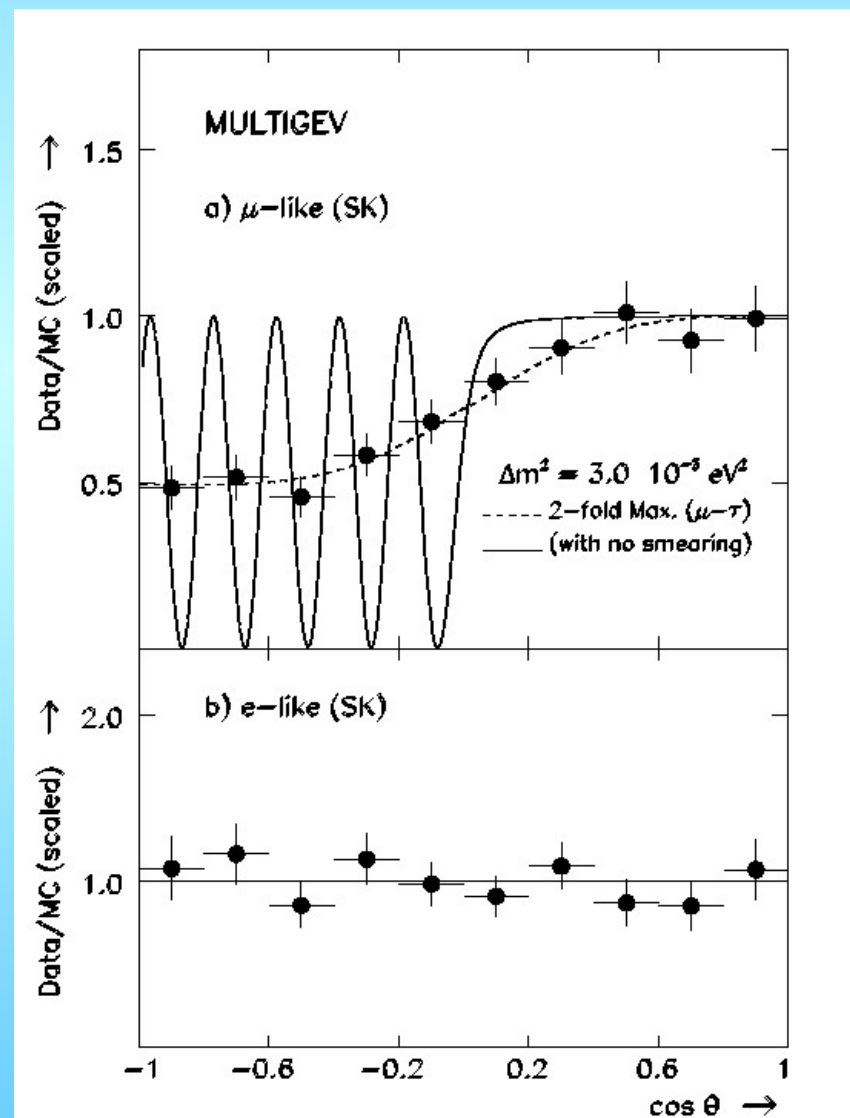 MULTIGEV
a) μ-like (SK)
Data/MC (scaled) →
1.5
1.0
0.5
Δm² = 3.0 10⁻³ eV²
2-fold Max. (μ-τ)
(with no smearing)
b) e-like (SK)
Data/MC (scaled) →
2.0
1.0
-1 -0.6 -0.2 0.2 0.6 1
cos θ →